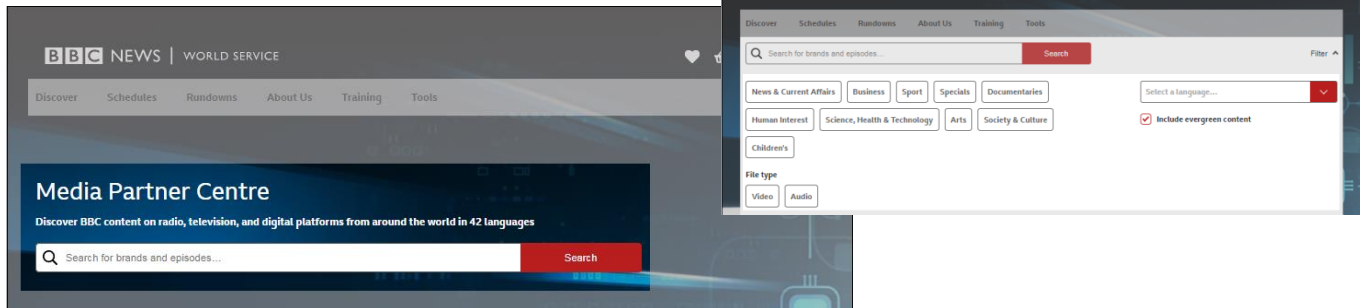 BBC NEWS | WORLD SERVICE
Discover Schedules Rundowns About Us Training Tools
Media Partner Centre
Discover BBC content on radio, television, and digital platforms from around the world in 42 languages
Search for brands and episodes... Search
Discover Schedules Rundowns About Us Training Tools
Search for brands and episodes... Search Filter
News & Current Affairs Business Sport Specials Documentaries Select a language...
Human Interest Science, Health & Technology Arts Society & Culture Include evergreen content
Children's
File type
Video Audio